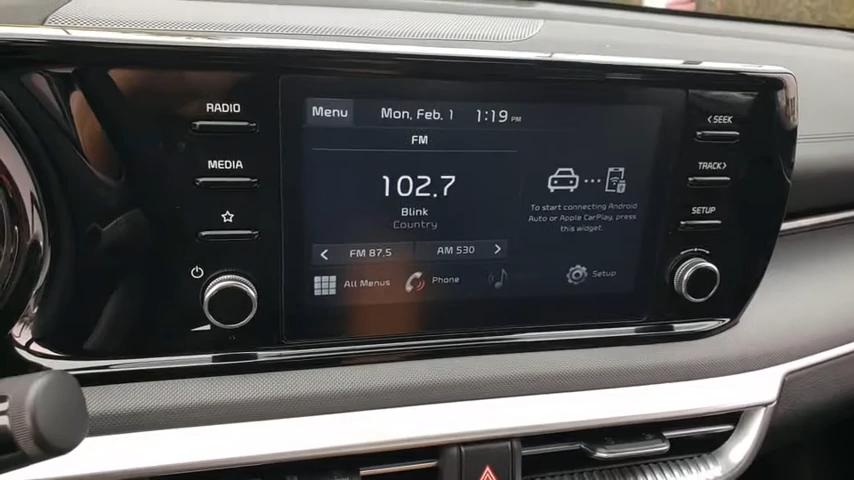 RADIO
MEDIA
Menu
Mon, Feb. 1
1:19 PM
FM
102.7
Blink
Country
< FM 87.5
AM 530 >
All Menus
Phone
Setup
To start connecting Android
Auto or Apple CarPlay, press
this widget.
< SEEK
TRACK >
SETUP